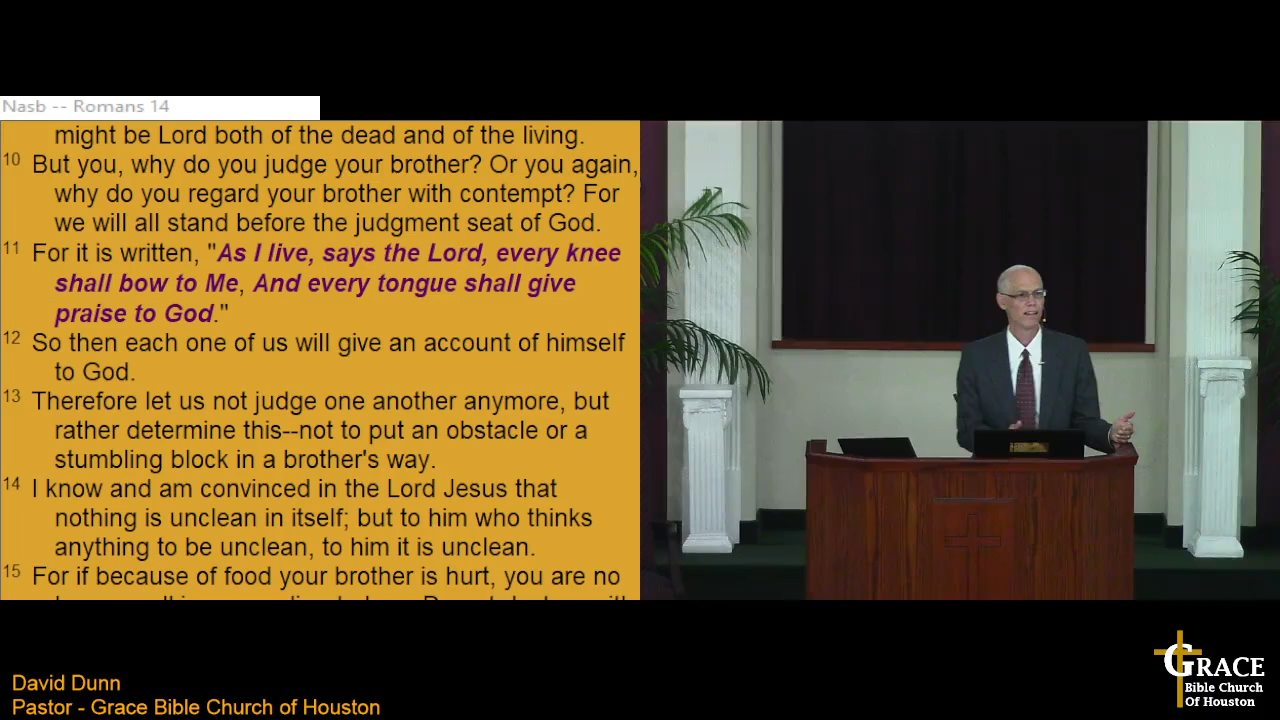 Nasb -- Romans 14
might be Lord both of the dead and of the living.
10 But you, why do you judge your brother? Or you again,
why do you regard your brother with contempt? For
we will all stand before the judgment seat of God.
11 For it is written, "As I live, says the Lord, every knee
shall bow to Me, And every tongue shall give
praise to God."
12 So then each one of us will give an account of himself
to God.
13 Therefore let us not judge one another anymore, but
rather determine this--not to put an obstacle or a
stumbling block in a brother's way.
14 I know and am convinced in the Lord Jesus that
nothing is unclean in itself; but to him who thinks
anything to be unclean, to him it is unclean.
15 For if because of food your brother is hurt, you are no
David Dunn
Pastor - Grace Bible Church of Houston
GRACE
Bible Church
Of Houston